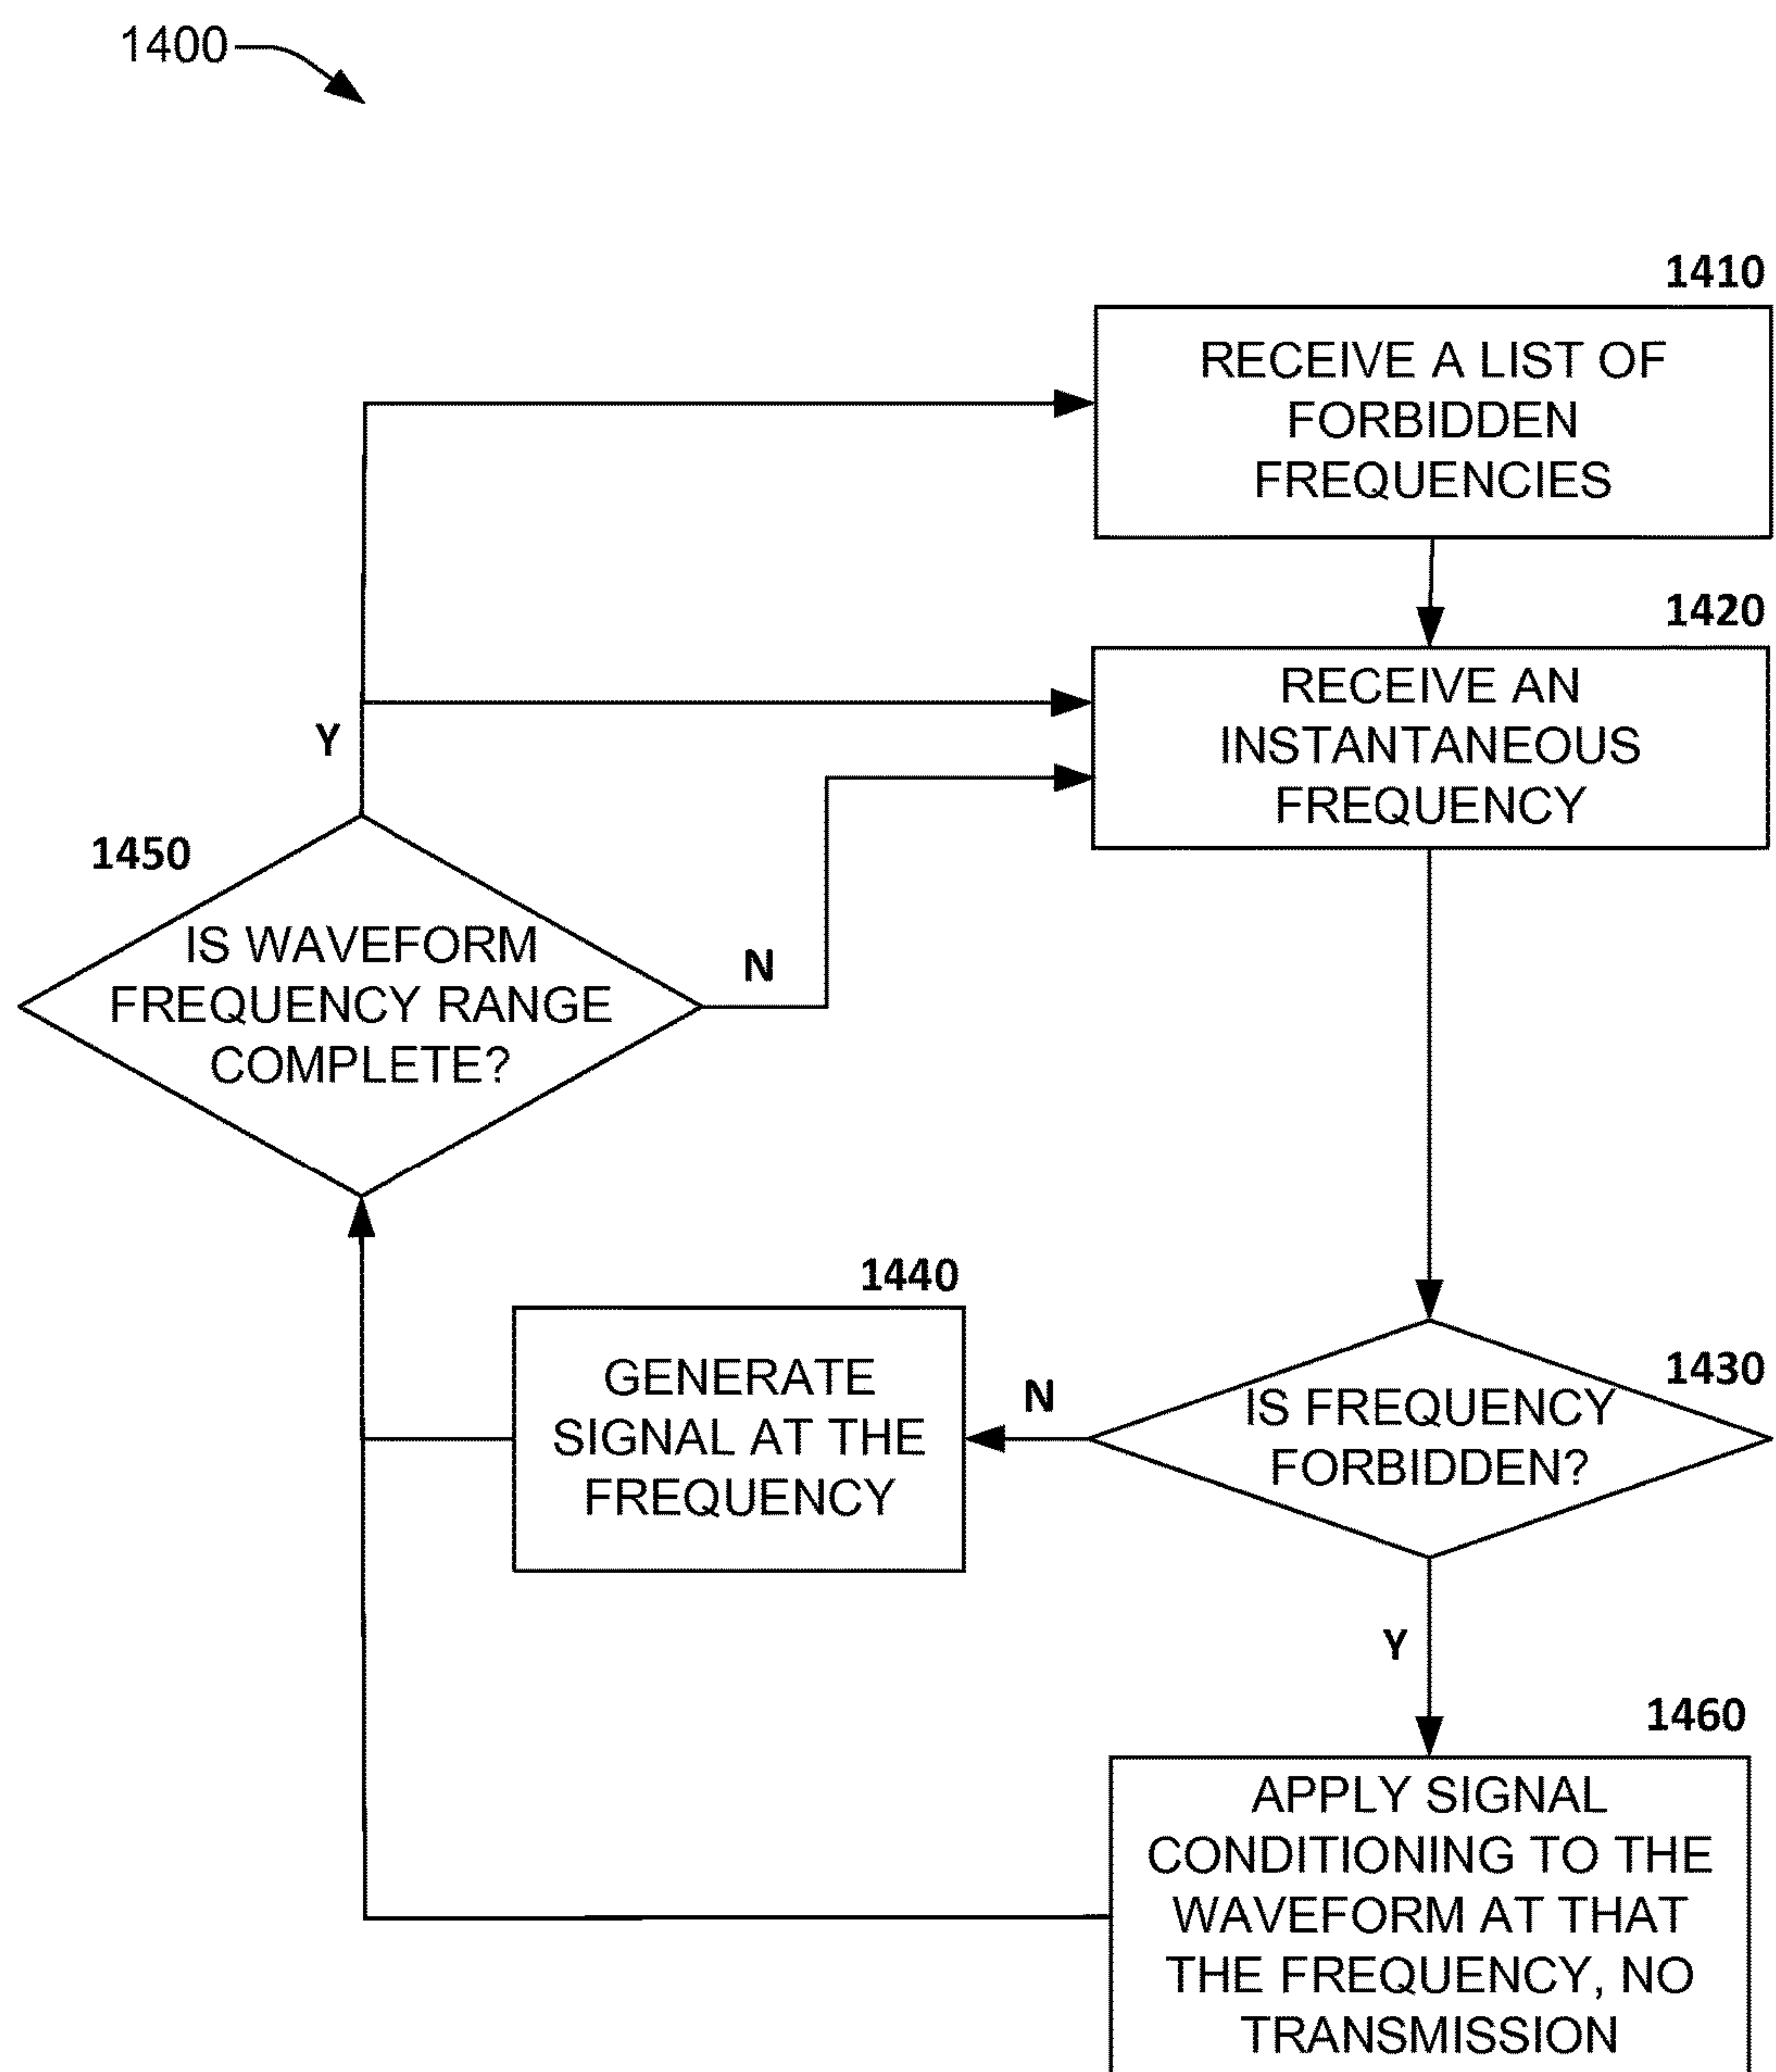 1400
1410
RECEIVE A LIST OF
FORBIDDEN
FREQUENCIES
1420
RECEIVE AN
INSTANTANEOUS
FREQUENCY
Y
1450
IS WAVEFORM
FREQUENCY RANGE
COMPLETE?
N
1440
GENERATE
SIGNAL AT THE
FREQUENCY
N
1430
IS FREQUENCY
FORBIDDEN?
Y
1460
APPLY SIGNAL
CONDITIONING TO THE
WAVEFORM AT THAT
THE FREQUENCY, NO
TRANSMISSION